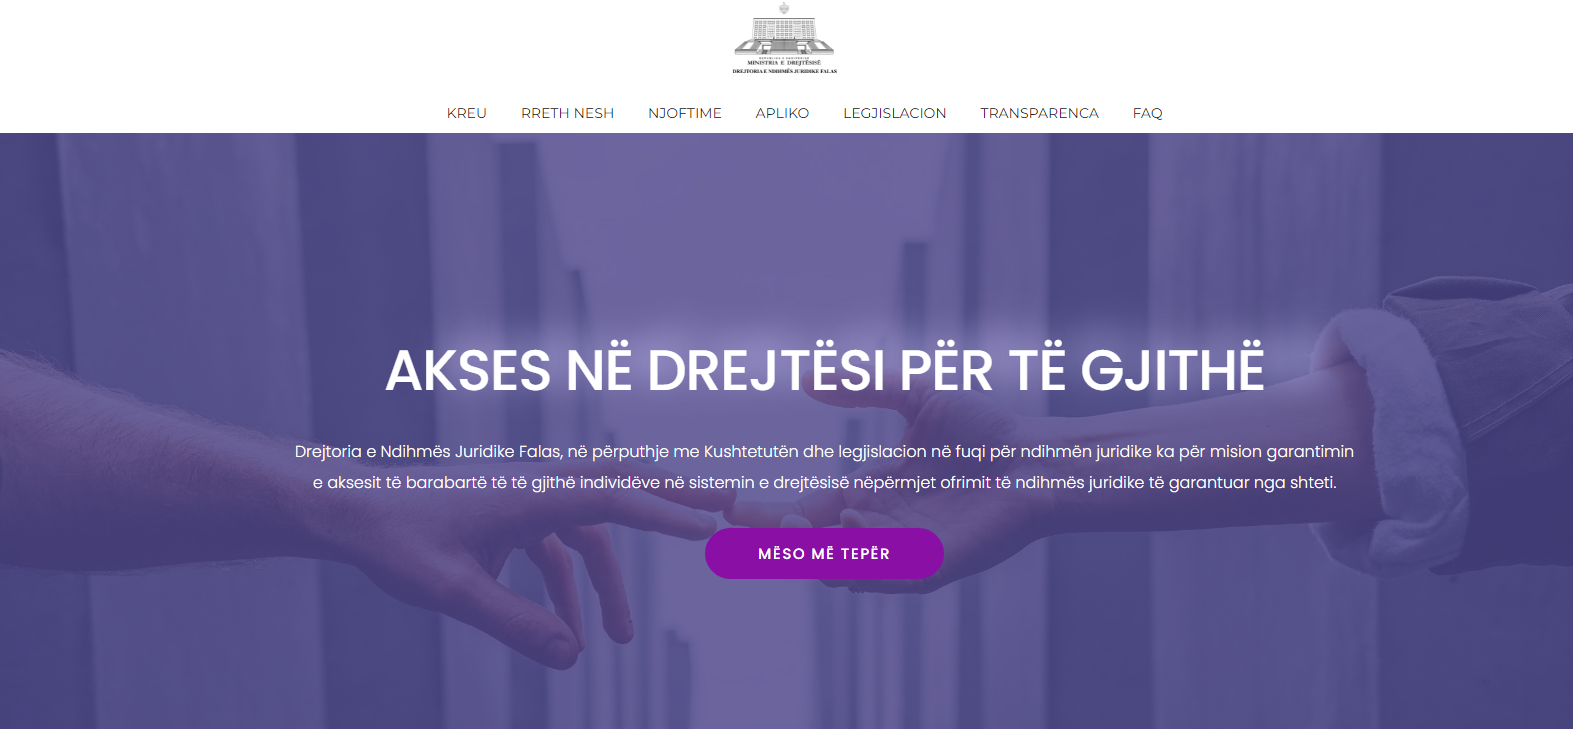 REPUBLIKA E SHQIPËRISË
MINISTRIA E DREJTËSISË
DREJTORIA E NDIHMËS JURIDIKE FALAS
KREU RRETH NESH NJOFTIME APLIKO LEGJISLACION TRANSPARENCA FAQ
AKSES NË DREJTËSI PËR TË GJITHË
Drejtoria e Ndihmës Juridike Falas, në përputhje me Kushtetutën dhe legjislacion në fuqi për ndihmën juridike ka për mision garantimin
e aksesit të barabartë të të gjithë individëve në sistemin e drejtësisë nëpërmjet ofrimit të ndihmës juridike të garantuar nga shteti.
MËSO MË TEPËR